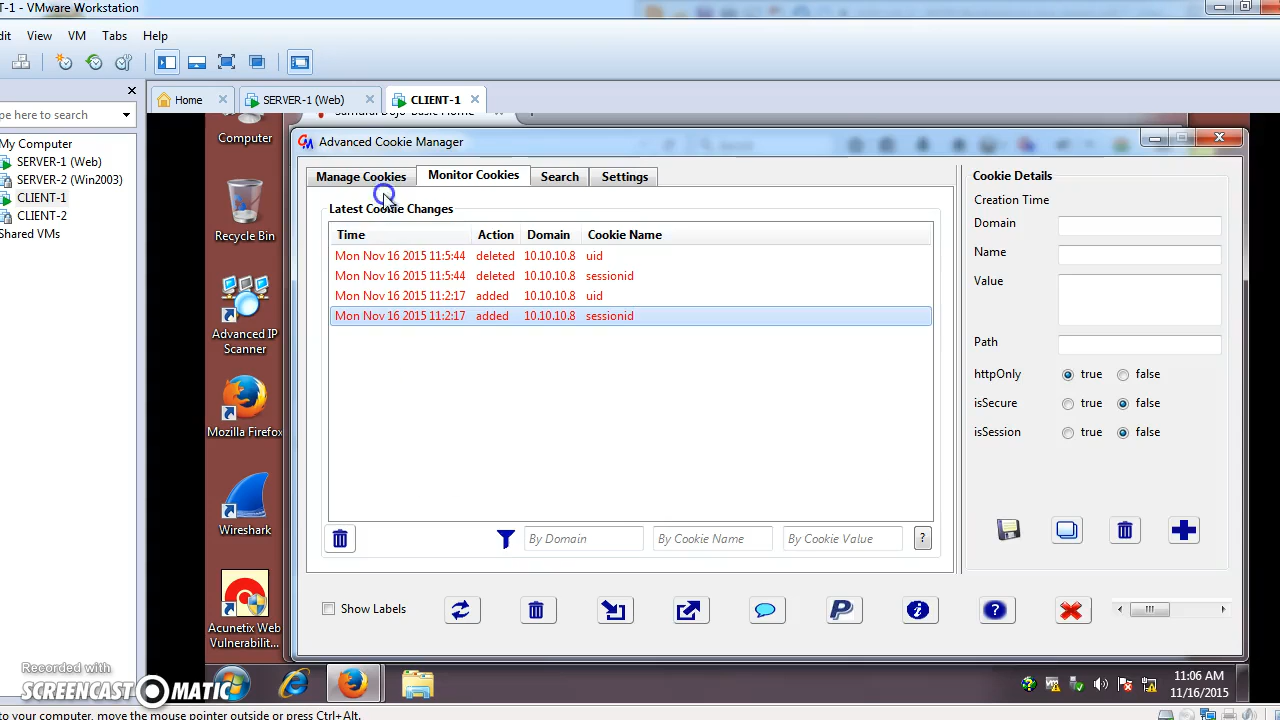 T-1 - VMware Workstation
dit View VM Tabs Help
Home SERVER-1 (Web) CLIENT-1
here to search
My Computer
SERVER-1 (Web)
SERVER-2 (Win2003)
CLIENT-1
CLIENT-2
Shared VMs
Samurai Dojo-Basic Home
Computer
Recycle Bin
Advanced IP
Scanner
Mozilla Firefox
Wireshark
Acunetix Web
Vulnerabilit...
Advanced Cookie Manager
Manage Cookies Monitor Cookies Search Settings
Latest Cookie Changes
Time Action Domain Cookie Name
Mon Nov 16 2015 11:5:44 deleted 10.10.10.8 uid
Mon Nov 16 2015 11:5:44 deleted 10.10.10.8 sessionid
Mon Nov 16 2015 11:2:17 added 10.10.10.8 uid
Mon Nov 16 2015 11:2:17 added 10.10.10.8 sessionid
By Domain By Cookie Name By Cookie Value ?
Show Labels
Cookie Details
Creation Time
Domain
Name
Value
Path
httpOnly true false
isSecure true false
isSession true false
Recorded with
SCREENCAST MATIC
11:06 AM
11/16/2015
to your computer, move the mouse pointer outside or press Ctrl+Alt.